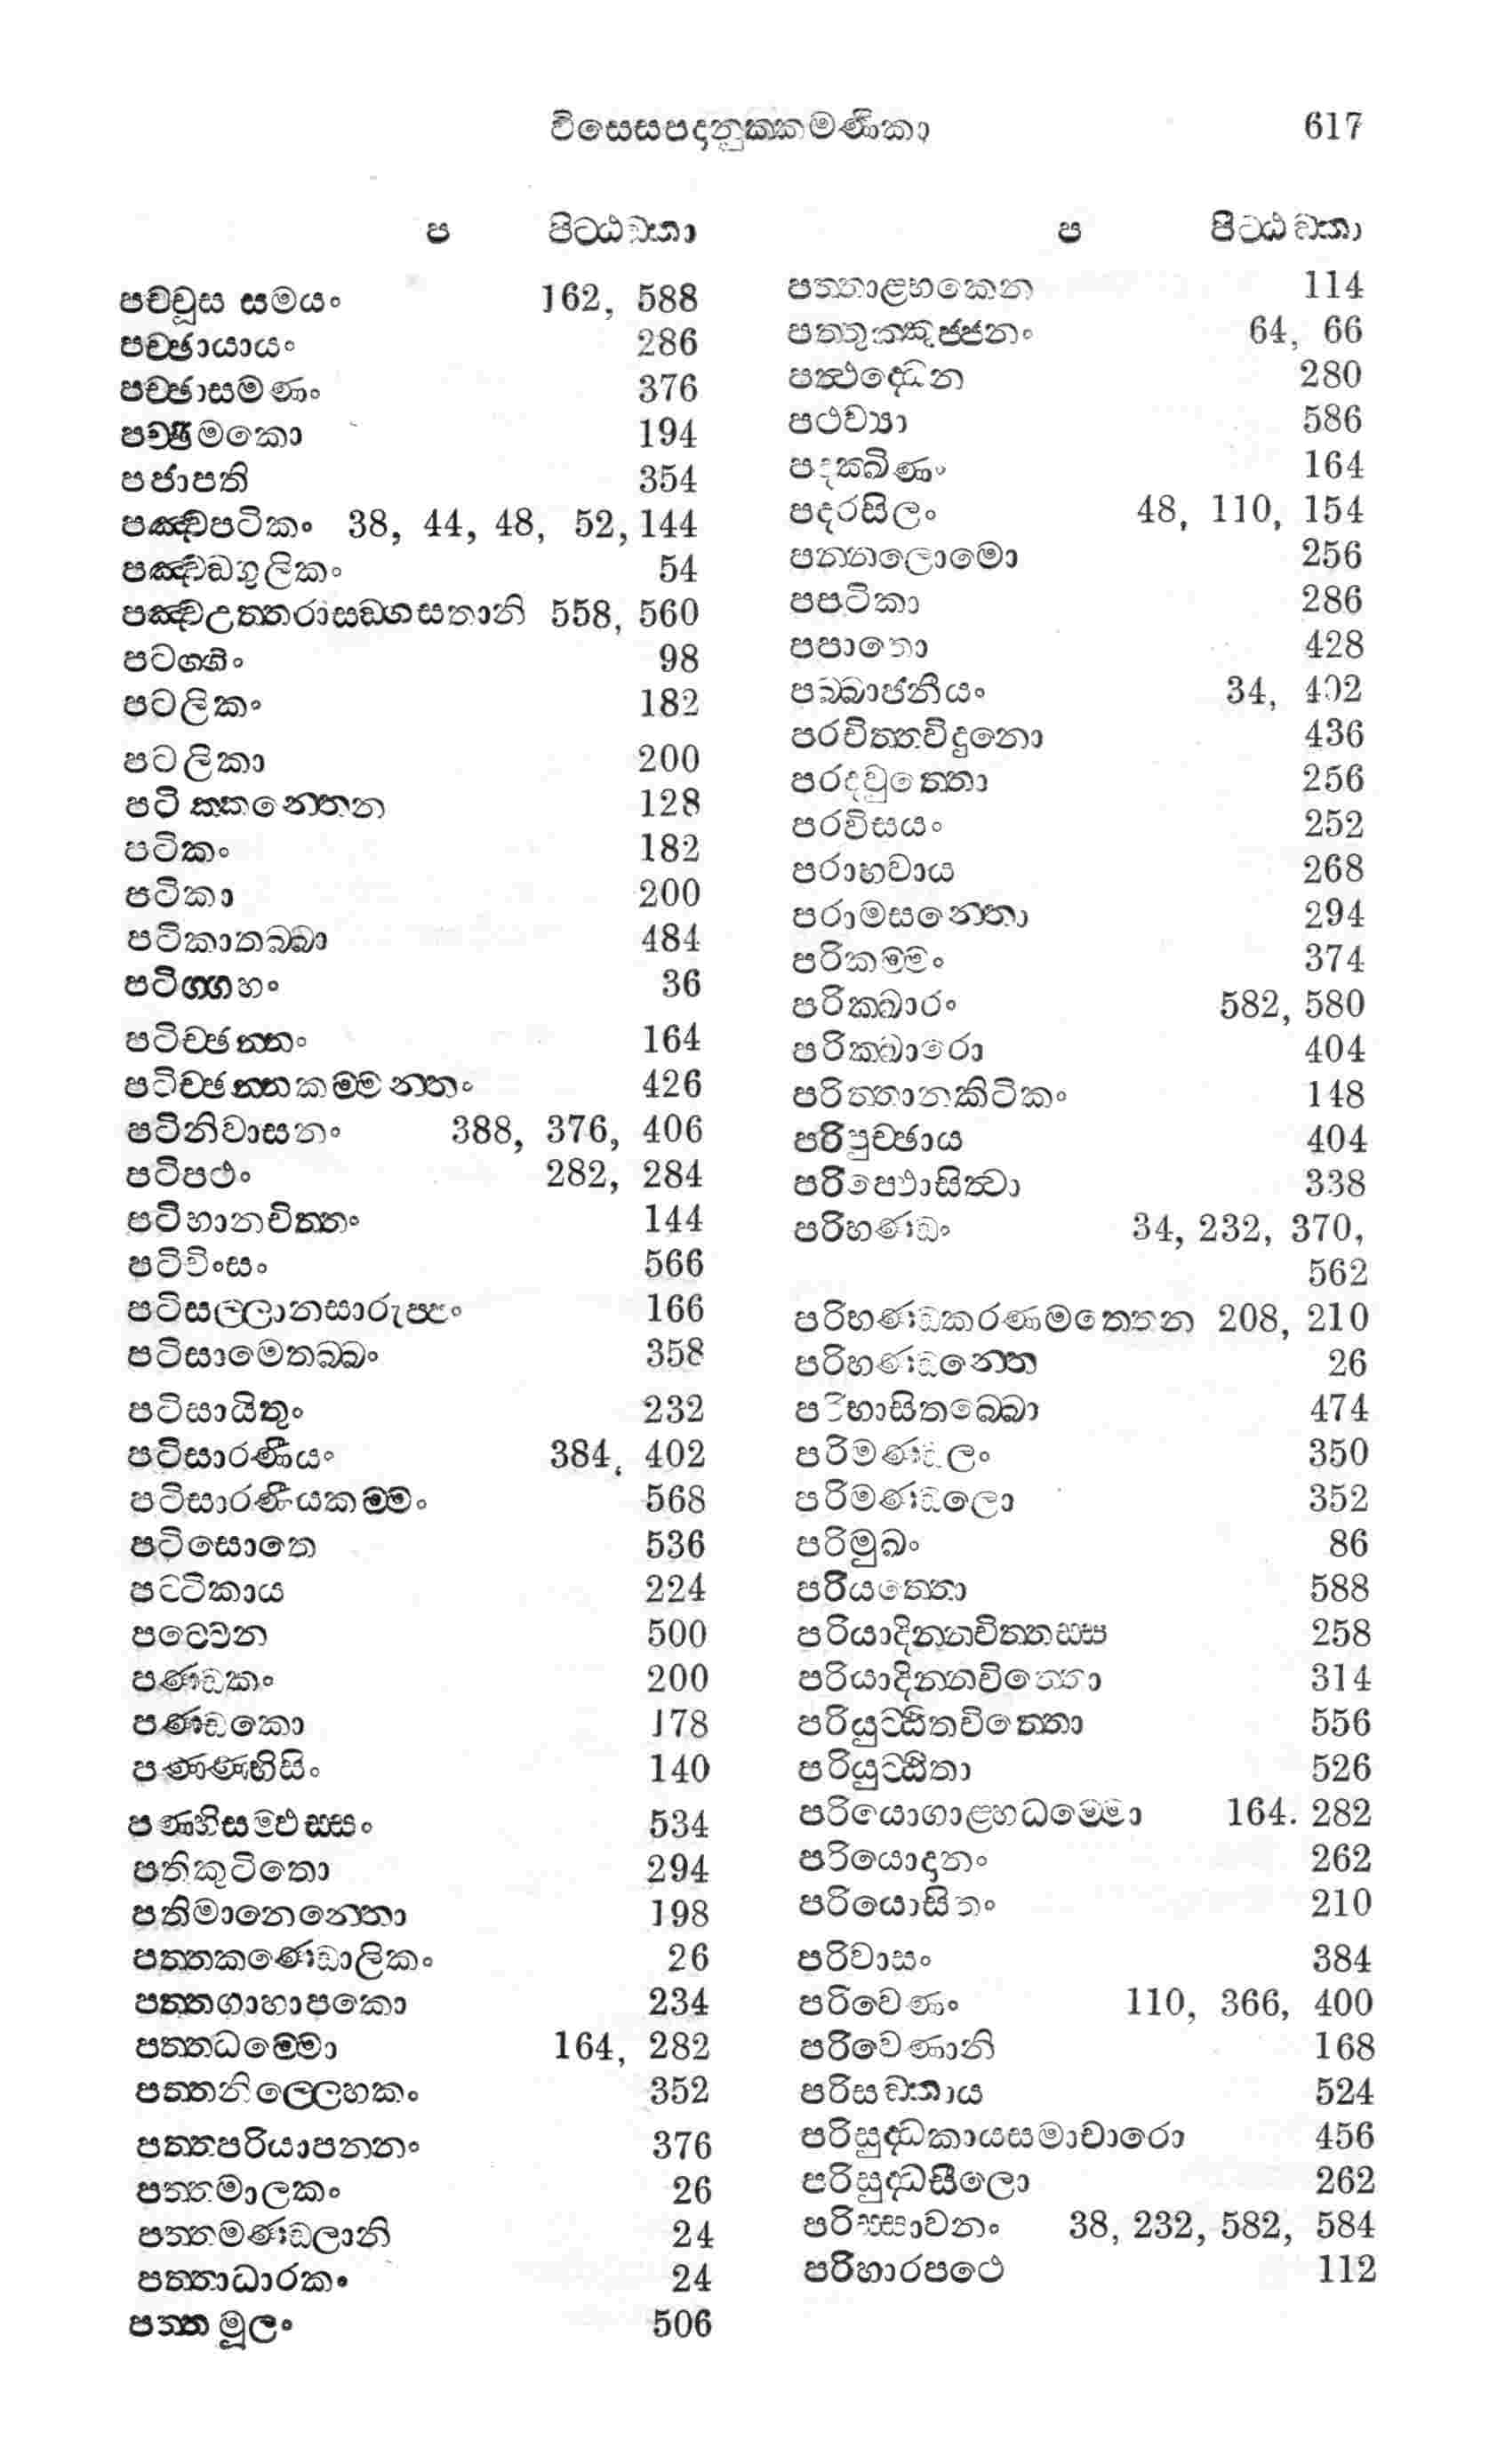 විසෙසපදානුක්කමණිකා 617
ප පිට්ඨඞ්කා
පච්චූස සමයං 162, 588
පච්ඡායායං 286
පච්ඡාසමණං 376
පච්ඡිමකො 194
පජාපති 354
පඤ්චපටිකං 38, 44, 48, 52, 144
පඤ්චඞගුලිකං 54
පඤ්චඋත්තරාසඞ්ගසතානි 558, 560
පටග්ගිං 98
පටලිකං 182
පටලිකා 200
පටි ක්කන්තෙන 128
පටිකං 182
පටිකා 200
පටිකාතබ්බා 484
පටිග්ගහං 36
පටිච්ඡන්නං 164
පටිච්ඡන්නකම්මන්තං 426
පටිනිවාසනං 388, 376, 406
පටිපථං 282, 284
පටිභානචිත්තං 144
පටිවිංසං 566
පටිසල්ලානසාරුප්පං 166
පටිසාමෙතබ්බං 358
පටිසායිතුං 232
පටිසාරණීයං 384, 402
පටිසාරණීයකම්මං 568
පටිසොතෙ 536
පට්ටිකාය 224
පට්ටෙන 500
පණ්ඩකං 200
පණ්ඩකො 178
පණ්ණභිසිං 140
පණහිසම්ඵස්සං 534
පතිකුටිතො 294
පතිමානෙන්තො 198
පත්තකණ්ඩොලිකං 26
පත්තගාහාපකො 234
පත්තධම්මො 164, 282
පත්තනිල්ලෙහකං 352
පත්තපරියාපන්නං 376
පත්තමාලකං 26
පත්තමණ්ඩලානි 24
පත්තාධාරකං 24
පත්ත මූලං 506
ප පිට්ඨඞ්කා
පත්තාළහකෙන 114
පත්තුක්කුජ්ජනං 64, 66
පත්ථද්ධෙන 280
පථව්‍යා 586
පදක්ඛිණං 164
පදරසිලං 48, 110, 154
පන්නලොමො 256
පපටිකා 286
පපාතො 428
පබ්බාජනීයං 34, 402
පරචිත්තවිදුනො 436
පරදවුත්තො 256
පරවිසයං 252
පරාභවාය 268
පරාමසන්තො 294
පරිකම්මං 374
පරික්ඛාරං 582, 580
පරික්ඛාරො 404
පරිත්තානකිටිකං 148
පරිපුච්ඡාය 404
පරිප්ඵොසිත්වා 338
පරිභණ්ඩං 34, 232, 370,
562
පරිභණ්ඩකරණමත්තෙන 208, 210
පරිභණ්ඩන්තෙ 26
පරිභාසිතබ්බො 474
පරිමණ්ඩලං 350
පරිමණ්ඩලො 352
පරිමුඛං 86
පරියත්තො 588
පරියාදින්නචිත්තස්ස 258
පරියාදින්නචිත්තො 314
පරියුට්ඨිතචිත්තො 556
පරියුට්ඨිතා 526
පරියොගාළ්හධම්මො 164. 282
පරියොදාතං 262
පරියොසිතං 210
පරිවාසං 384
පරිවෙණං 110, 366, 400
පරිවෙණානි 168
පරිසඞ්කාය 524
පරිසුද්ධකායසමාචාරො 456
පරිසුද්ධසීලො 262
පරිස්සාවනං 38, 232, 582, 584
පරිහාරපථෙ 112